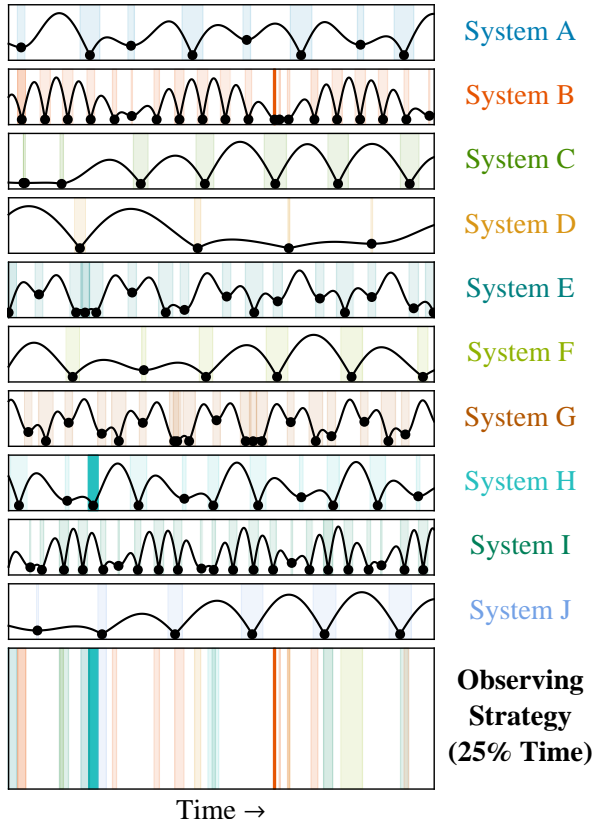 System A
System B
System C
System D
System E
System F
System G
System H
System I
System J
Observing
Strategy
(25% Time)
Time →